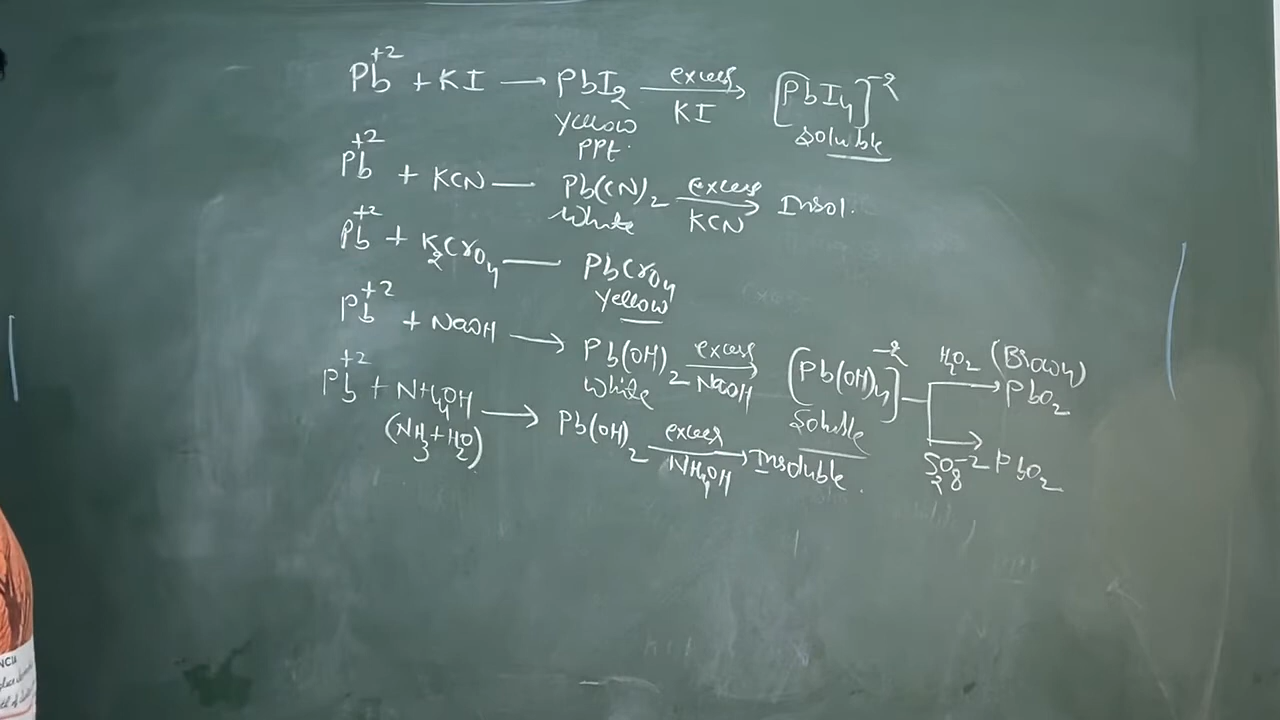 Pb+2 + KI → PbI2 excess KI → [PbI4]-2
yellow ppt. soluble
Pb+2 + KCN — Pb(CN)2 excess KCN → Insol.
white
Pb+2 + K2CrO4 — PbCrO4
yellow
Pb+2 + NaOH → Pb(OH)2 excess NaOH → [Pb(OH)4]-2 H2O2 → PbO2 (Brown)
white soluble
S2O8-2 → PbO2
Pb+2 + NH4OH → Pb(OH)2 excess NH4OH → Insoluble.
(NH3+H2O)
NCIA